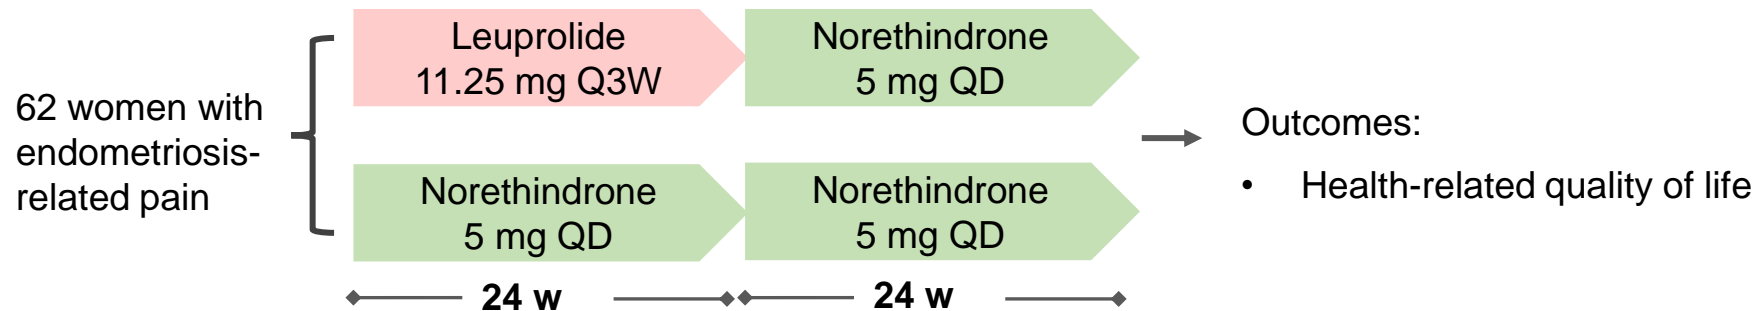 62 women with
endometriosis-
related pain
Leuprolide
11.25 mg Q3W
Norethindrone
5 mg QD
Norethindrone
5 mg QD
Norethindrone
5 mg QD
24 w
24 w
Outcomes:
• Health-related quality of life